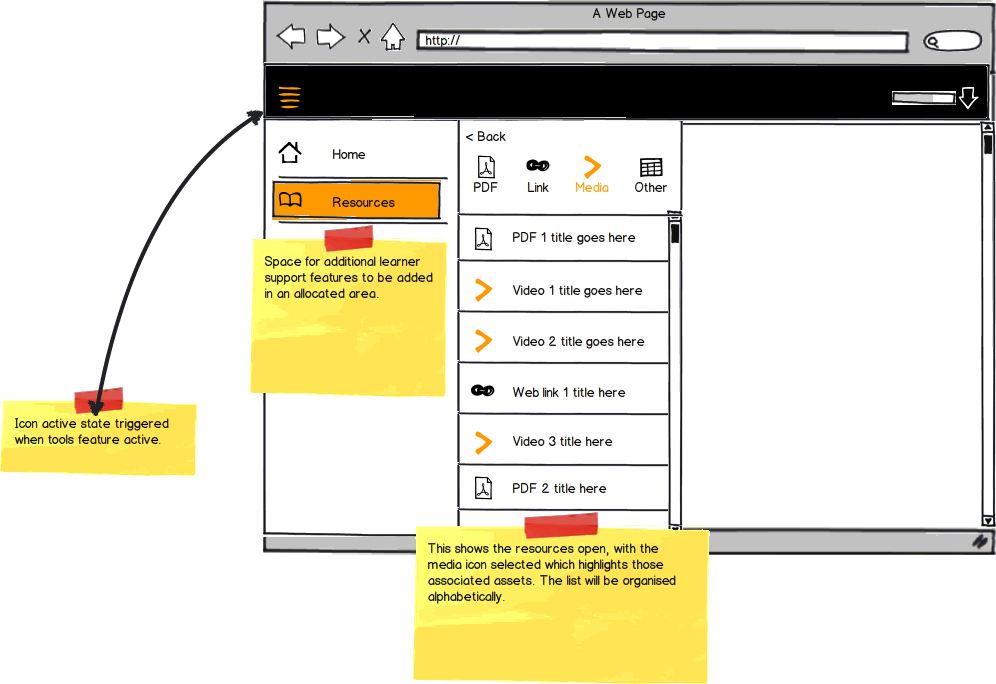 A Web Page
http://
Home
Resources
< Back
PDF
Link
Media
Other
PDF 1 title goes here
Video 1 title goes here
Video 2 title goes here
Web link 1 title here
Video 3 title here
PDF 2 title here
Space for additional learner
support features to be added
in an allocated area.
Icon active state triggered
when tools feature active.
This shows the resources open, with the
media icon selected which highlights those
associated assets. The list will be organised
alphabetically.